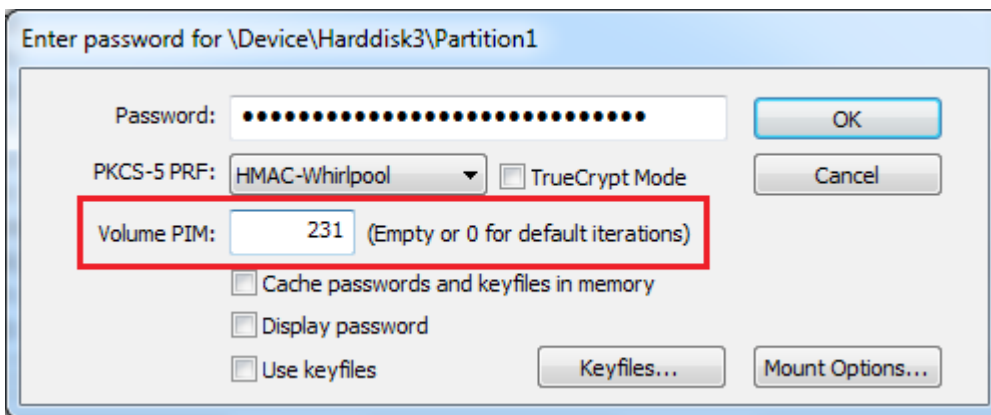 Enter password for \Device\Harddisk3\Partition1
Password: ●●●●●●●●●●●●●●●●●●●●●●●●●●●●● OK
PKCS-5 PRF: HMAC-Whirlpool TrueCrypt Mode Cancel
Volume PIM: 231 (Empty or 0 for default iterations)
Cache passwords and keyfiles in memory
Display password
Use keyfiles Keyfiles... Mount Options...